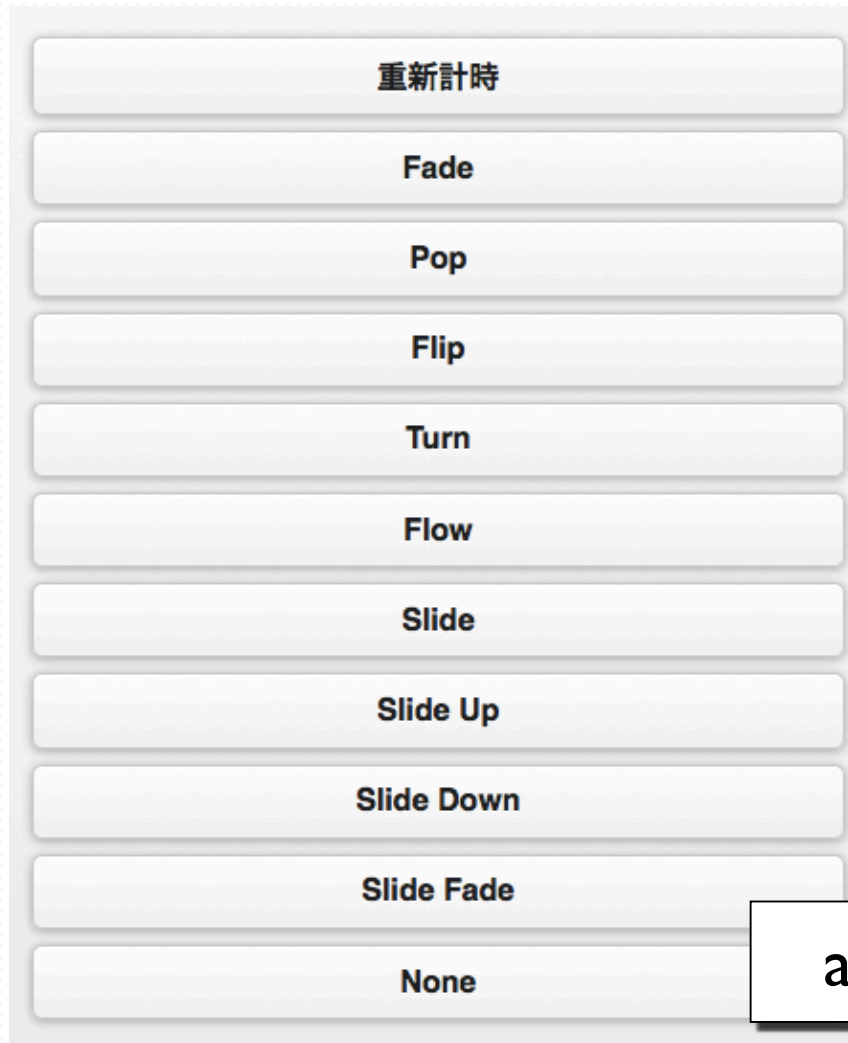 重新計時
Fade
Pop
Flip
Turn
Flow
Slide
Slide Up
Slide Down
Slide Fade
None